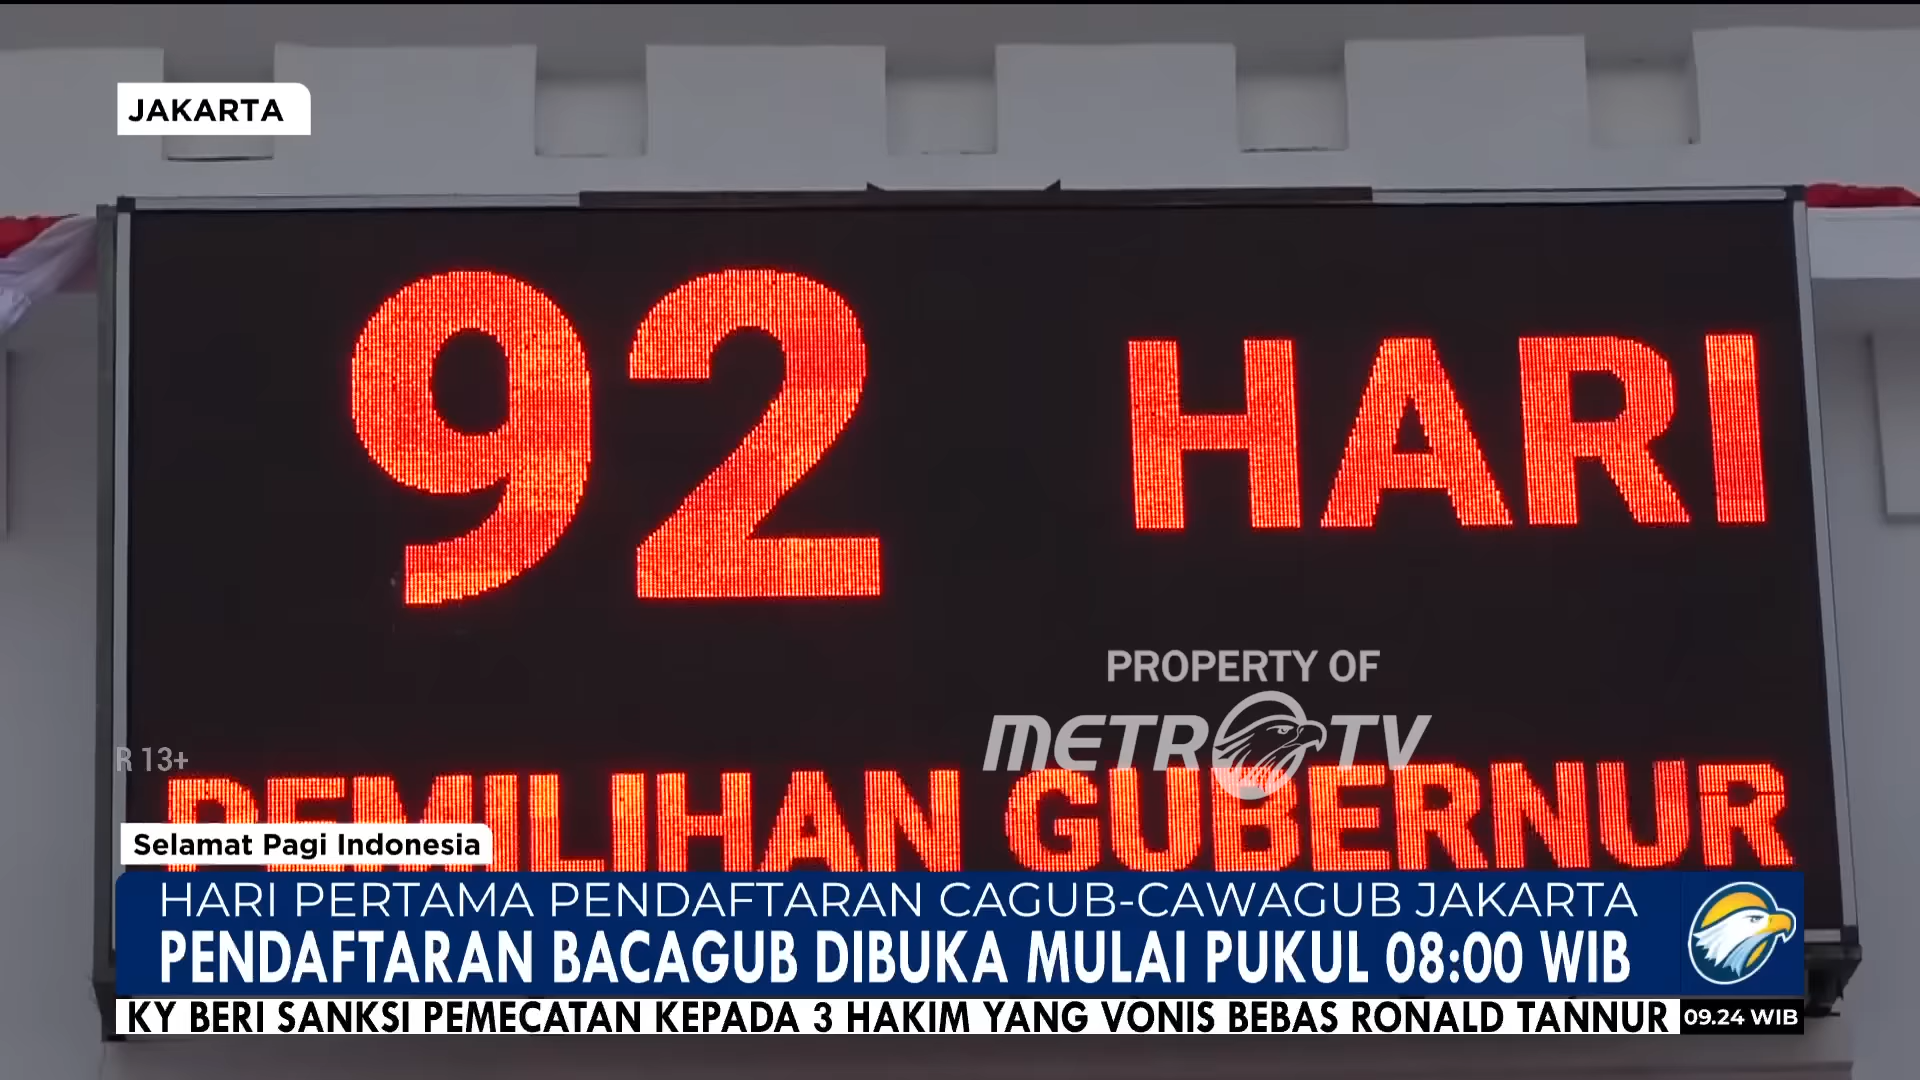 JAKARTA
92 HARI
PROPERTY OF
METRO TV
R 13+
PEMILIHAN GUBERNUR
Selamat Pagi Indonesia
HARI PERTAMA PENDAFTARAN CAGUB-CAWAGUB JAKARTA
PENDAFTARAN BACAGUB DIBUKA MULAI PUKUL 08:00 WIB
KY BERI SANKSI PEMECATAN KEPADA 3 HAKIM YANG VONIS BEBAS RONALD TANNUR
09.24 WIB